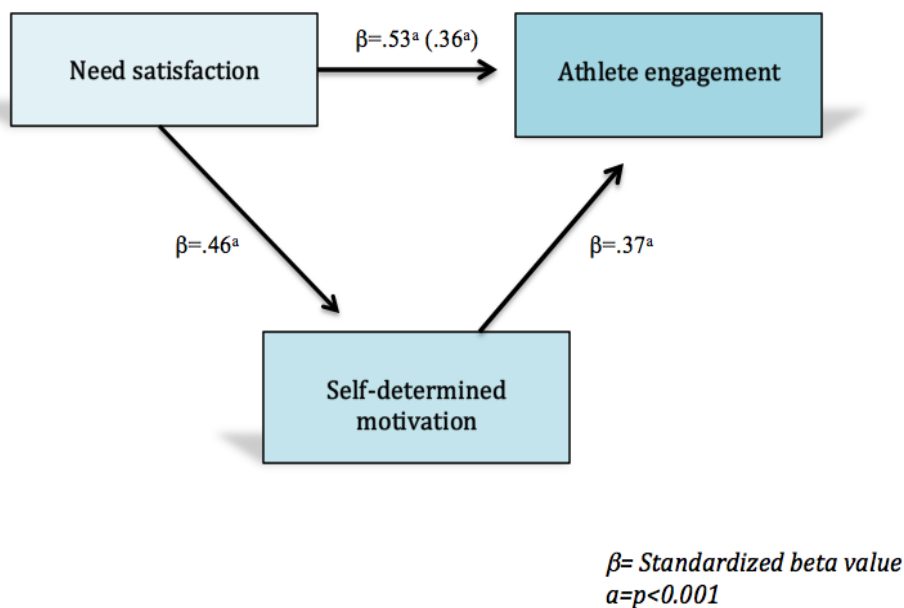 β=.53ᵃ (.36ᵃ)
Need satisfaction
Athlete engagement
β=.46ᵃ
β=.37ᵃ
Self-determined
motivation
β= Standardized beta value
a=p<0.001